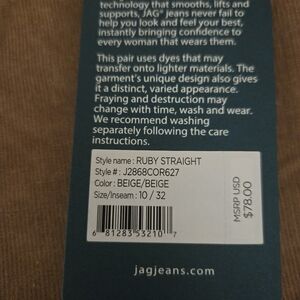 technology that smooths, lifts and
supports, JAG® jeans never fail to
help you look and feel your best,
instantly bringing confidence to
every woman that wears them.
This pair uses dyes that may
transfer onto lighter materials. The
garment's unique design also gives
it a distinct, varied appearance.
Fraying and destruction may
change with time, wash and wear.
We recommend washing
separately following the care
instructions.
Style name : RUBY STRAIGHT
Style # : J2868COR627
Color : BEIGE/BEIGE
Size/Inseam : 10 / 32
6 81283 53210 7
MSRP USD
$78.00
jagjeans.com